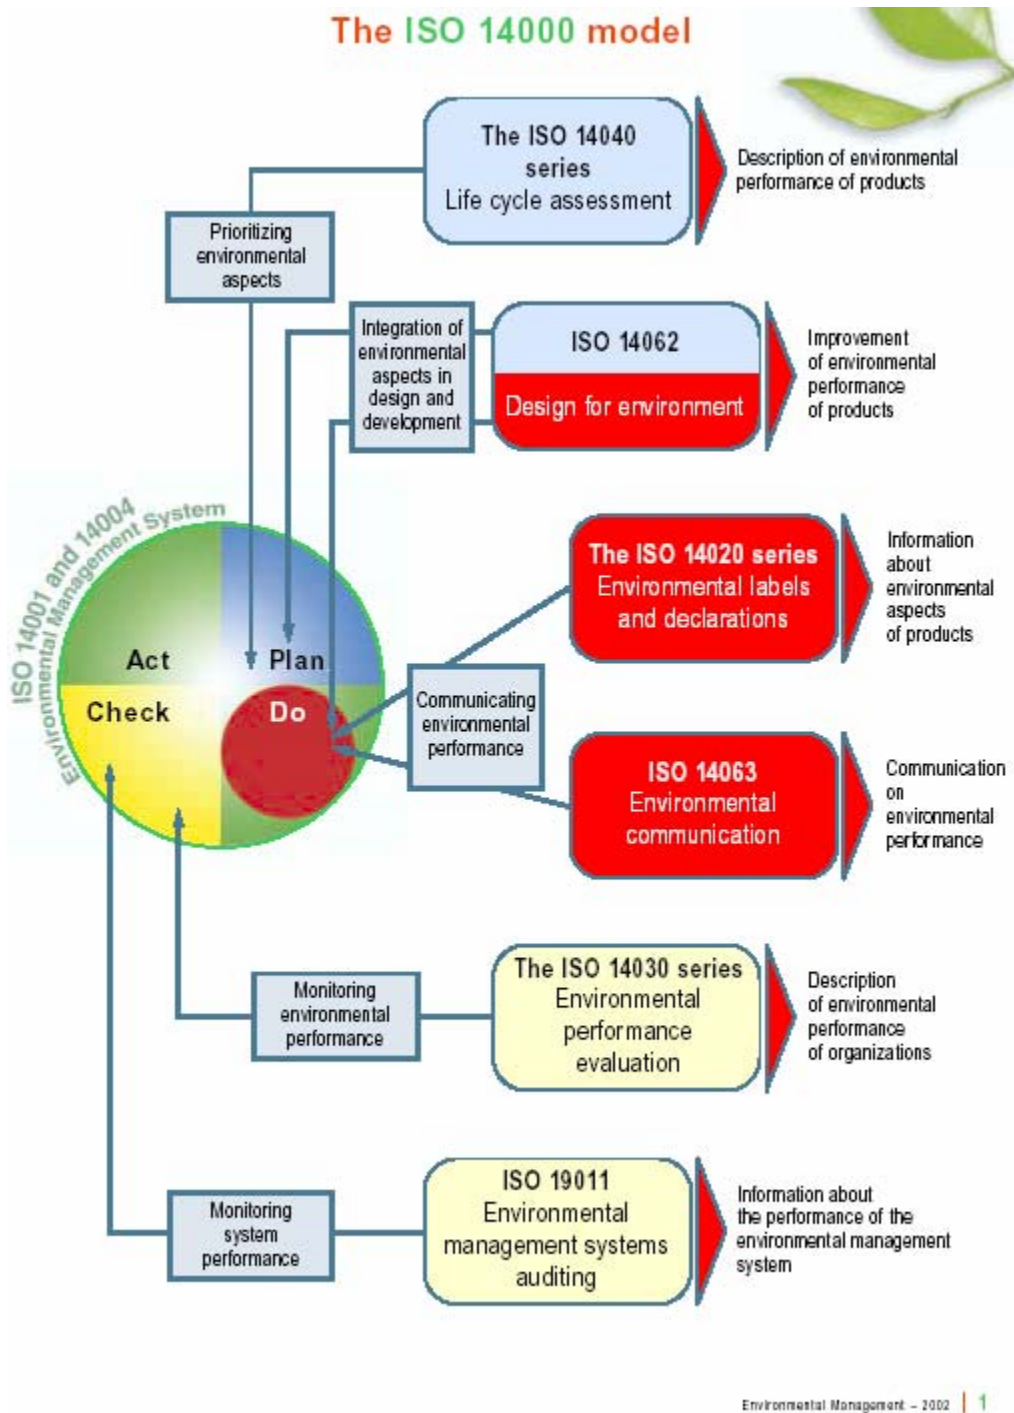 The ISO 14000 model
The ISO 14040
series
Life cycle assessment
Description of environmental
performance of products
Prioritizing
environmental
aspects
Integration of
environmental
aspects in
design and
development
ISO 14062
Design for environment
Improvement
of environmental
performance
of products
ISO 14001 and 14004
Environmental Management System
Act
Plan
Check
Do
The ISO 14020 series
Environmental labels
and declarations
Information
about
environmental
aspects
of products
Communicating
environmental
performance
ISO 14063
Environmental
communication
Communication
on
environmental
performance
Monitoring
environmental
performance
The ISO 14030 series
Environmental
performance
evaluation
Description
of environmental
performance
of organizations
Monitoring
system
performance
ISO 19011
Environmental
management systems
auditing
Information about
the performance of the
environmental management
system
Environmental Management – 2002 | 1